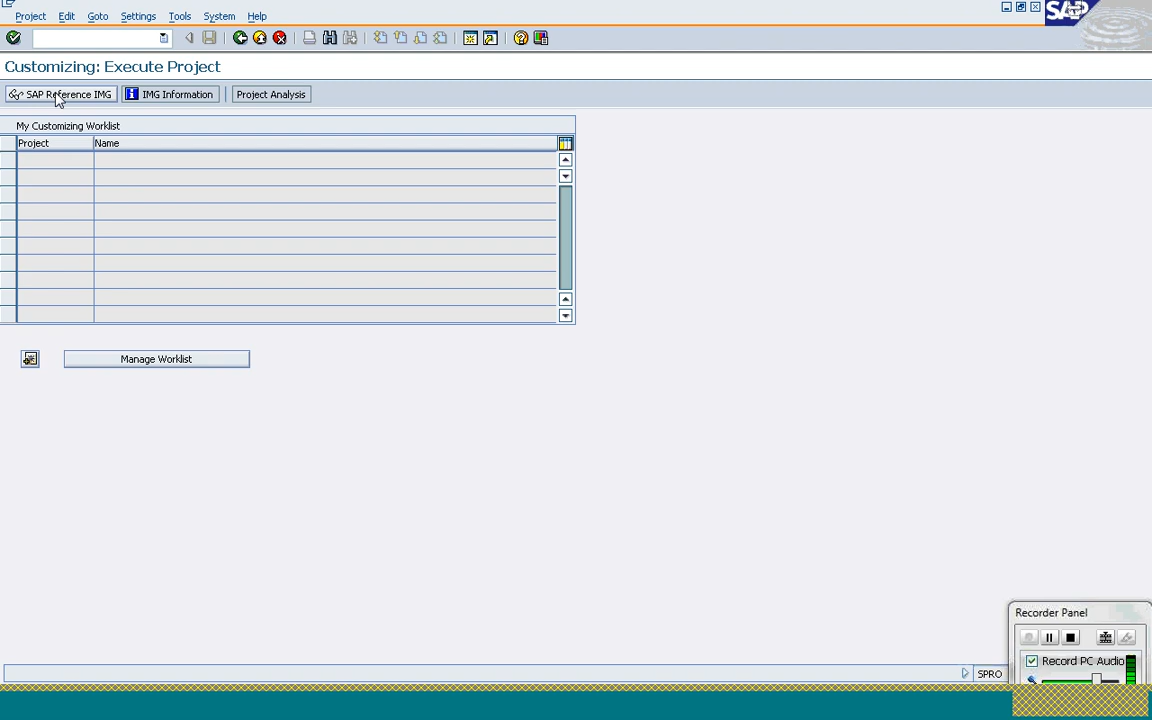 Project Edit Goto Settings Tools System Help
SAP
Customizing: Execute Project
SAP Reference IMG IMG Information Project Analysis
My Customizing Worklist
Project Name
Manage Worklist
Recorder Panel
Record PC Audio
SPRO